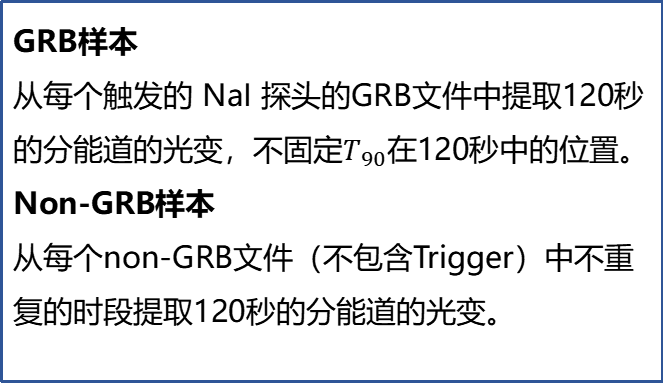 GRB样本
从每个触发的 NaI 探头的GRB文件中提取120秒
的分能道的光变，不固定T90在120秒中的位置。
Non-GRB样本
从每个non-GRB文件（不包含Trigger）中不重
复的时段提取120秒的分能道的光变。